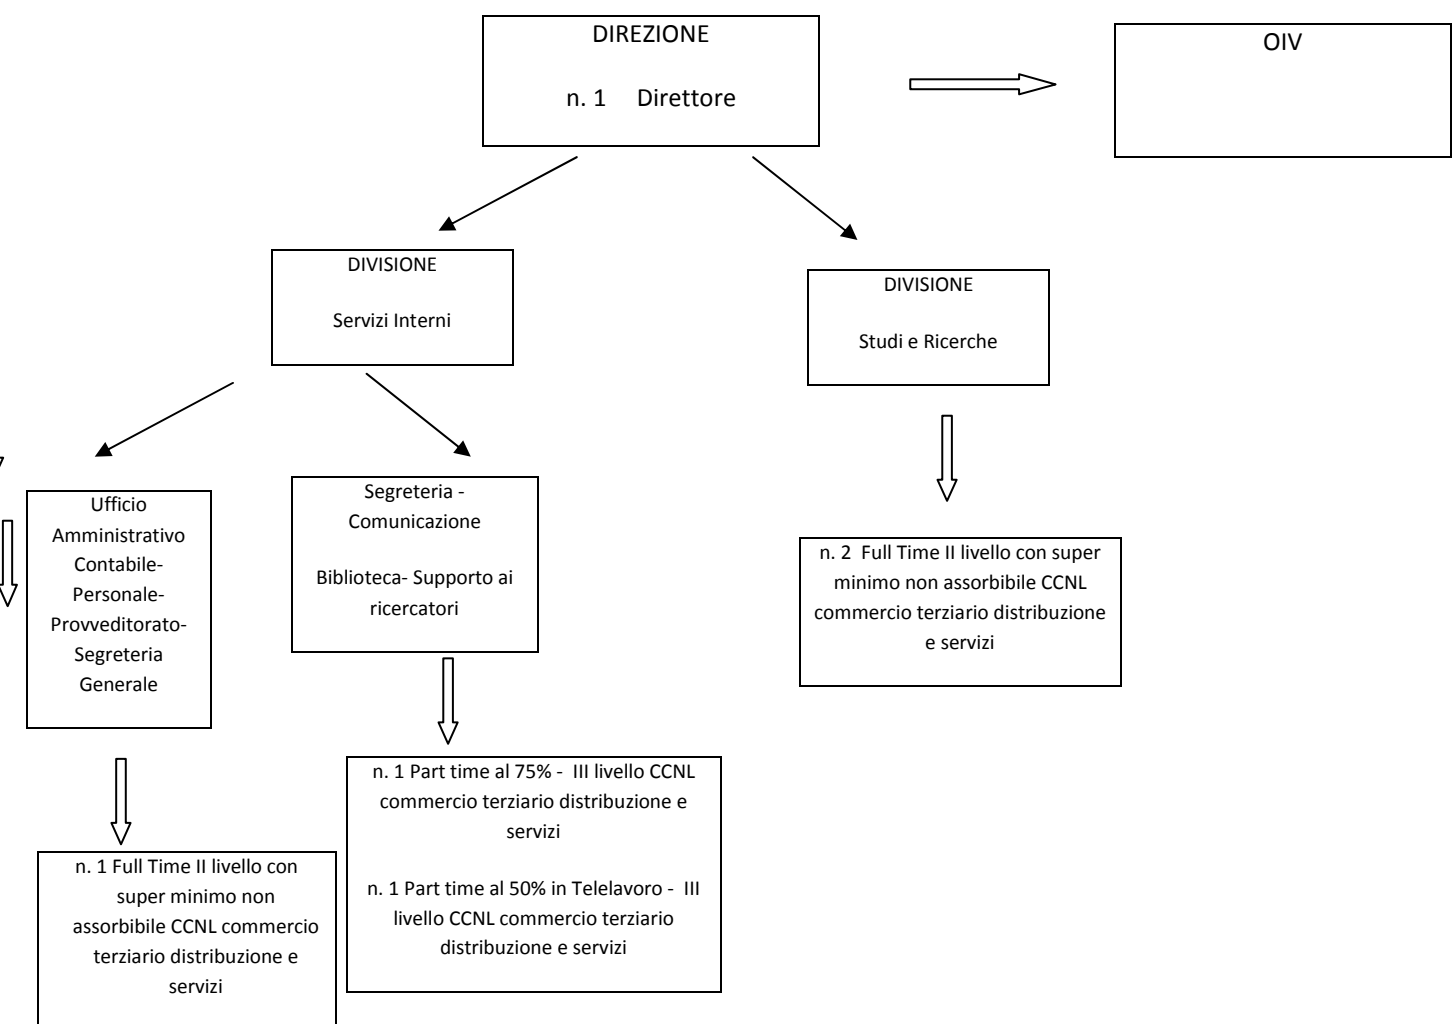 DIREZIONE
n. 1 Direttore
OIV
DIVISIONE
Servizi Interni
DIVISIONE
Studi e Ricerche
Ufficio
Amministrativo
Contabile-
Personale-
Provveditorato-
Segreteria
Generale
Segreteria -
Comunicazione
Biblioteca- Supporto ai
ricercatori
n. 2 Full Time II livello con super
minimo non assorbibile CCNL
commercio terziario distribuzione
e servizi
n. 1 Full Time II livello con
super minimo non
assorbibile CCNL commercio
terziario distribuzione e
servizi
n. 1 Part time al 75% - III livello CCNL
commercio terziario distribuzione e
servizi
n. 1 Part time al 50% in Telelavoro - III
livello CCNL commercio terziario
distribuzione e servizi